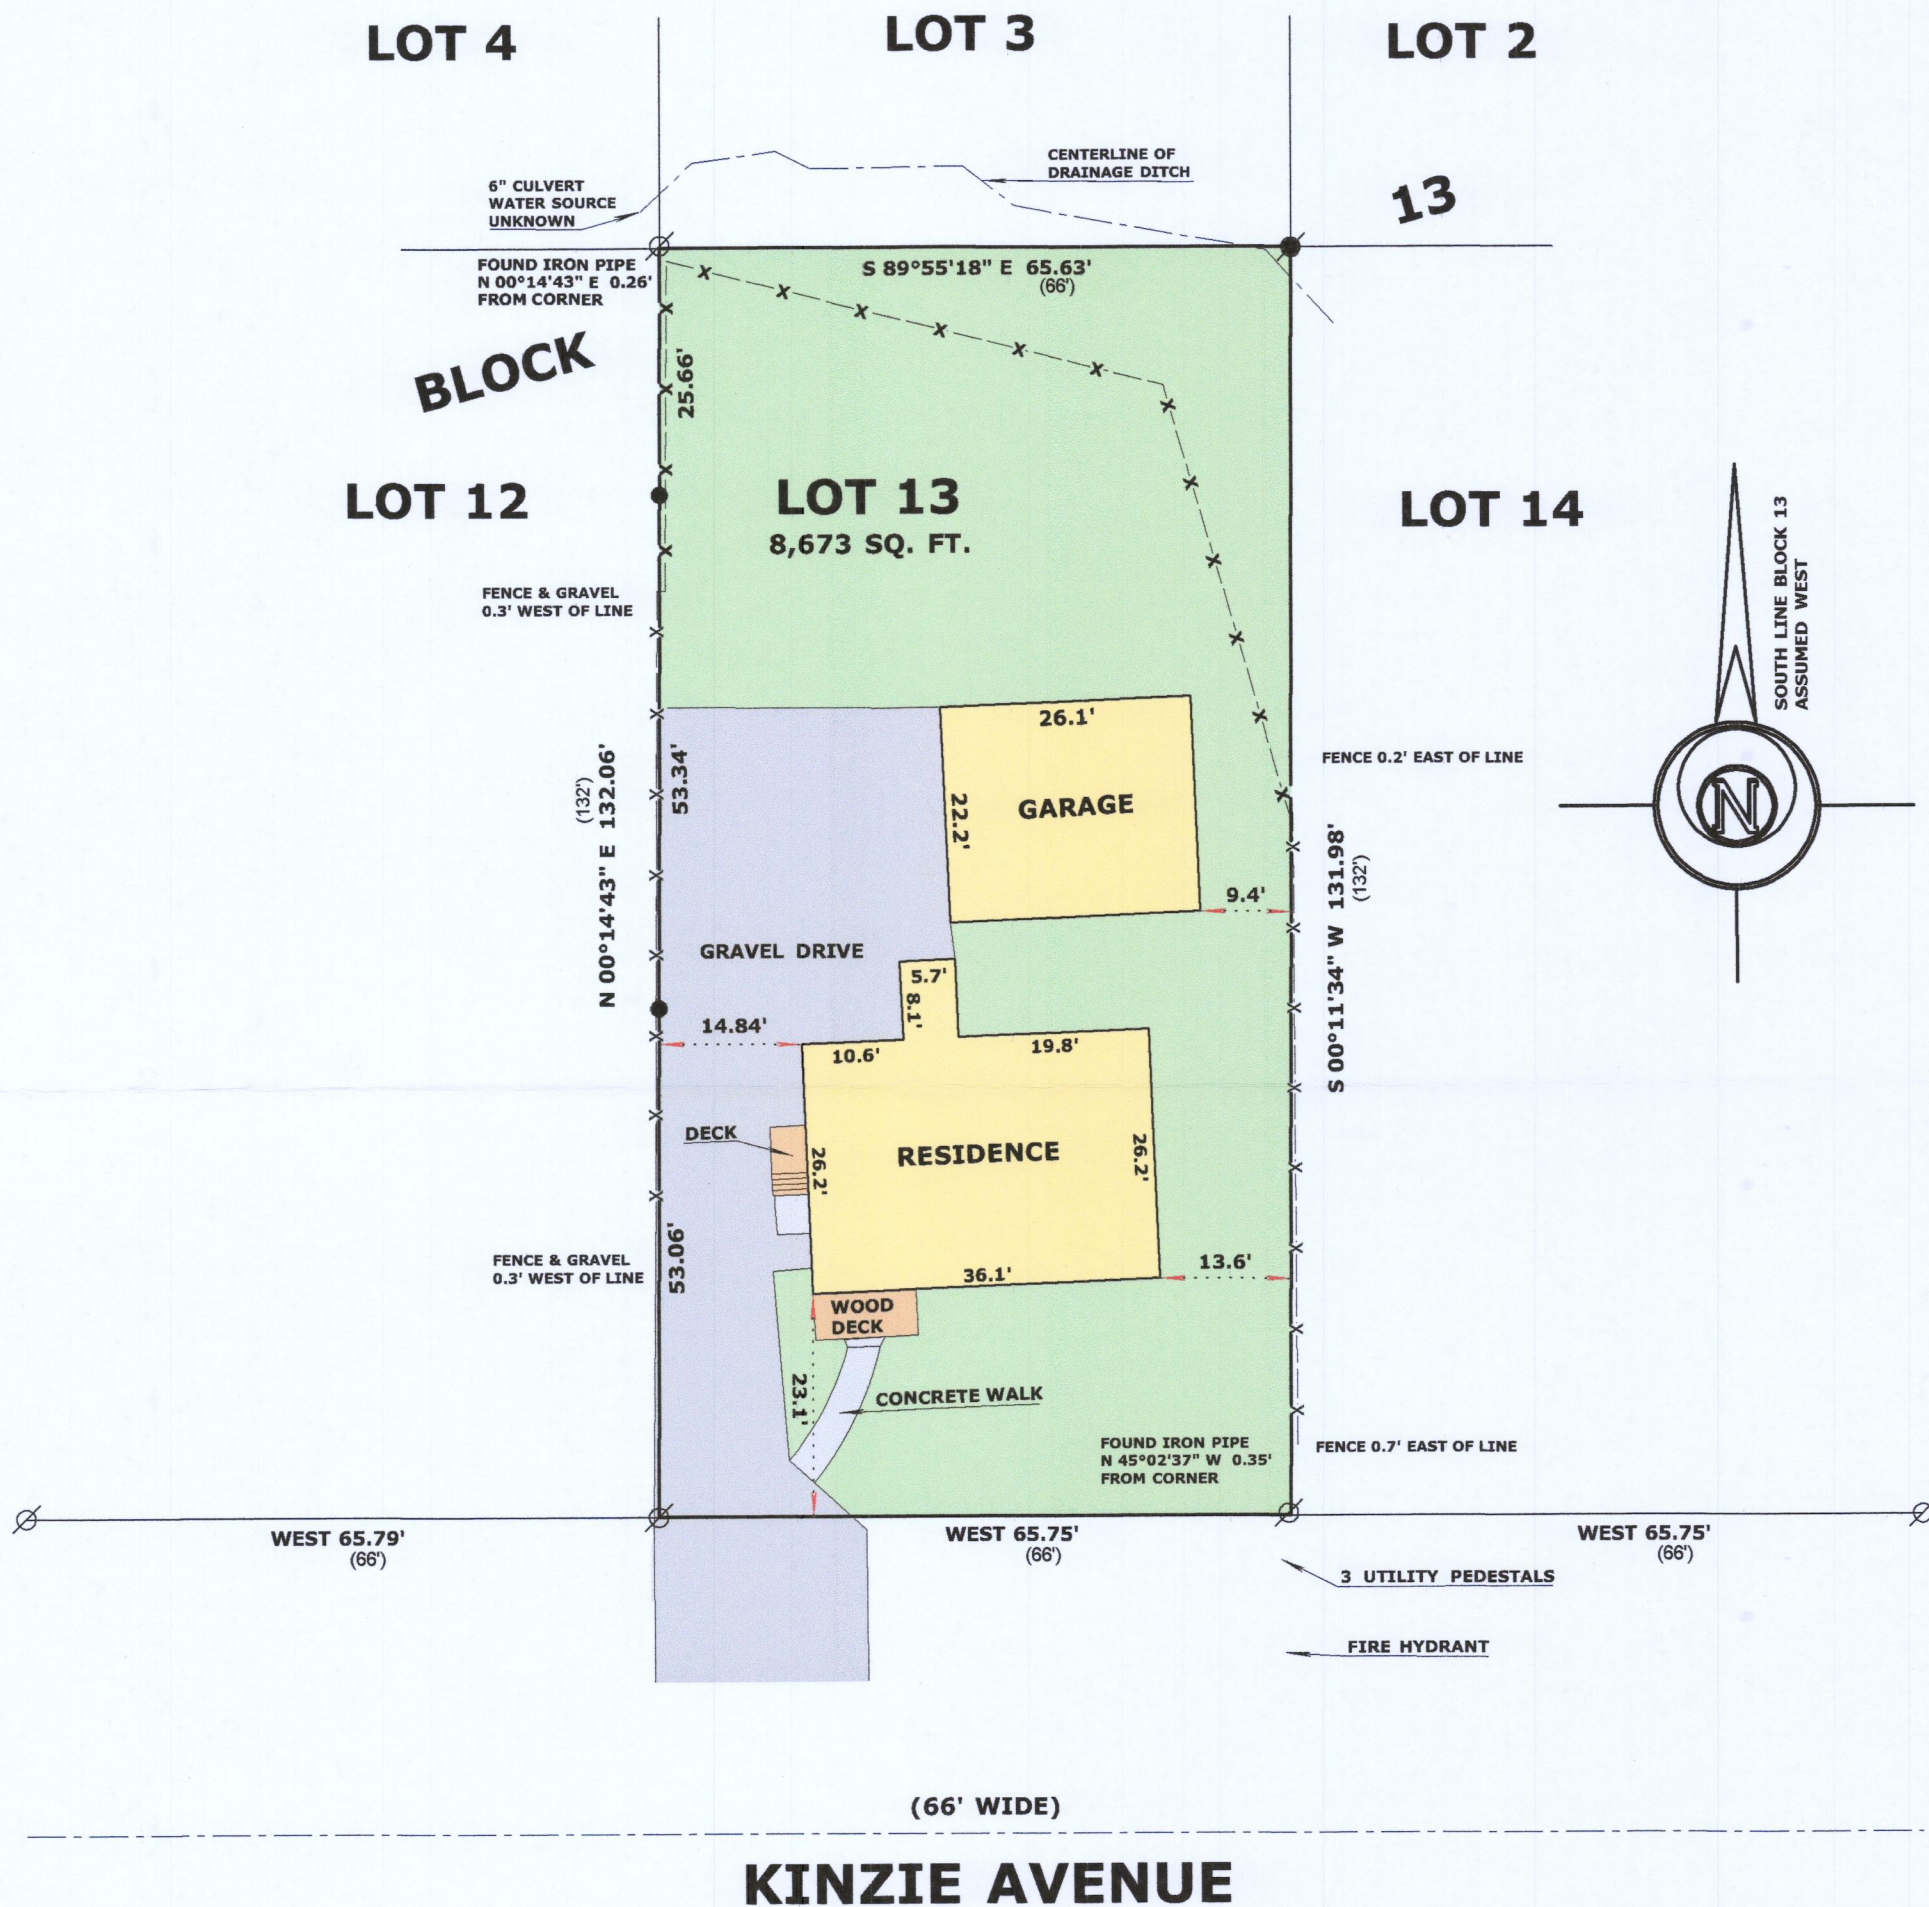 LOT 4
LOT 3
LOT 2
CENTERLINE OF
DRAINAGE DITCH
6" CULVERT
WATER SOURCE
UNKNOWN
13
FOUND IRON PIPE
N 00°14'43" E 0.26'
FROM CORNER
S 89°55'18" E 65.63'
(66')
BLOCK
25.66'
LOT 12
LOT 13
8,673 SQ. FT.
LOT 14
SOUTH LINE BLOCK 13
ASSUMED WEST
FENCE & GRAVEL
0.3' WEST OF LINE
26.1'
FENCE 0.2' EAST OF LINE
(132')
N 00°14'43" E 132.06'
53.34'
22.2'
GARAGE
N
9.4'
S 00°11'34" W 131.98'
(132')
GRAVEL DRIVE
5.7'
8.1'
14.84'
10.6'
19.8'
DECK
26.2'
RESIDENCE
26.2'
FENCE & GRAVEL
0.3' WEST OF LINE
53.06'
36.1'
13.6'
WOOD
DECK
23.1'
CONCRETE WALK
FOUND IRON PIPE
N 45°02'37" W 0.35'
FROM CORNER
FENCE 0.7' EAST OF LINE
WEST 65.79'
(66')
WEST 65.75'
(66')
WEST 65.75'
(66')
3 UTILITY PEDESTALS
FIRE HYDRANT
(66' WIDE)
KINZIE AVENUE